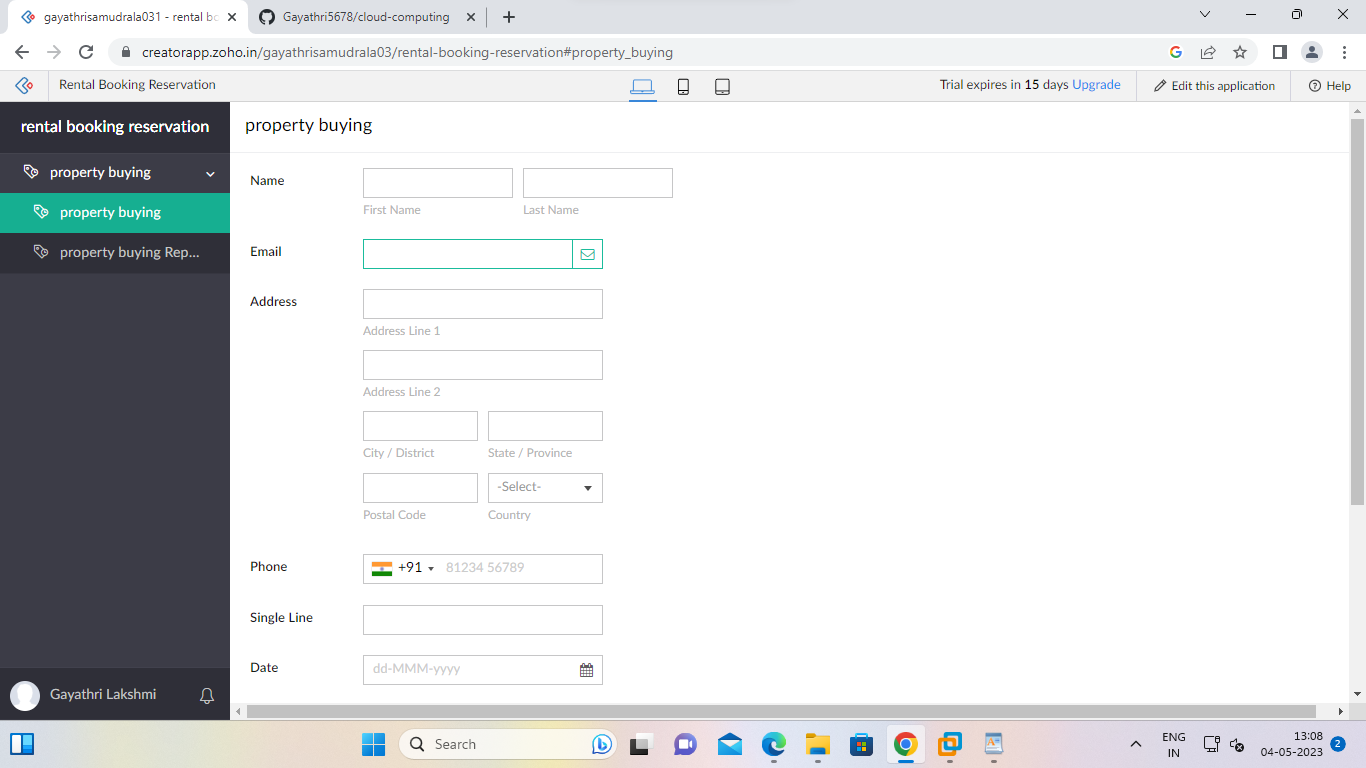 gayathrisamudrala031 - rental bo
Gayathri5678/cloud-computing
creatorapp.zoho.in/gayathrisamudrala03/rental-booking-reservation#property_buying
Rental Booking Reservation
Trial expires in 15 days Upgrade
Edit this application
Help
rental booking reservation
property buying
property buying
property buying Rep...
property buying
Name
First Name
Last Name
Email
Address
Address Line 1
Address Line 2
City / District
State / Province
-Select-
Postal Code
Country
Phone
+91
81234 56789
Single Line
Date
dd-MMM-yyyy
Gayathri Lakshmi
Search
ENG
IN
13:08
04-05-2023
2